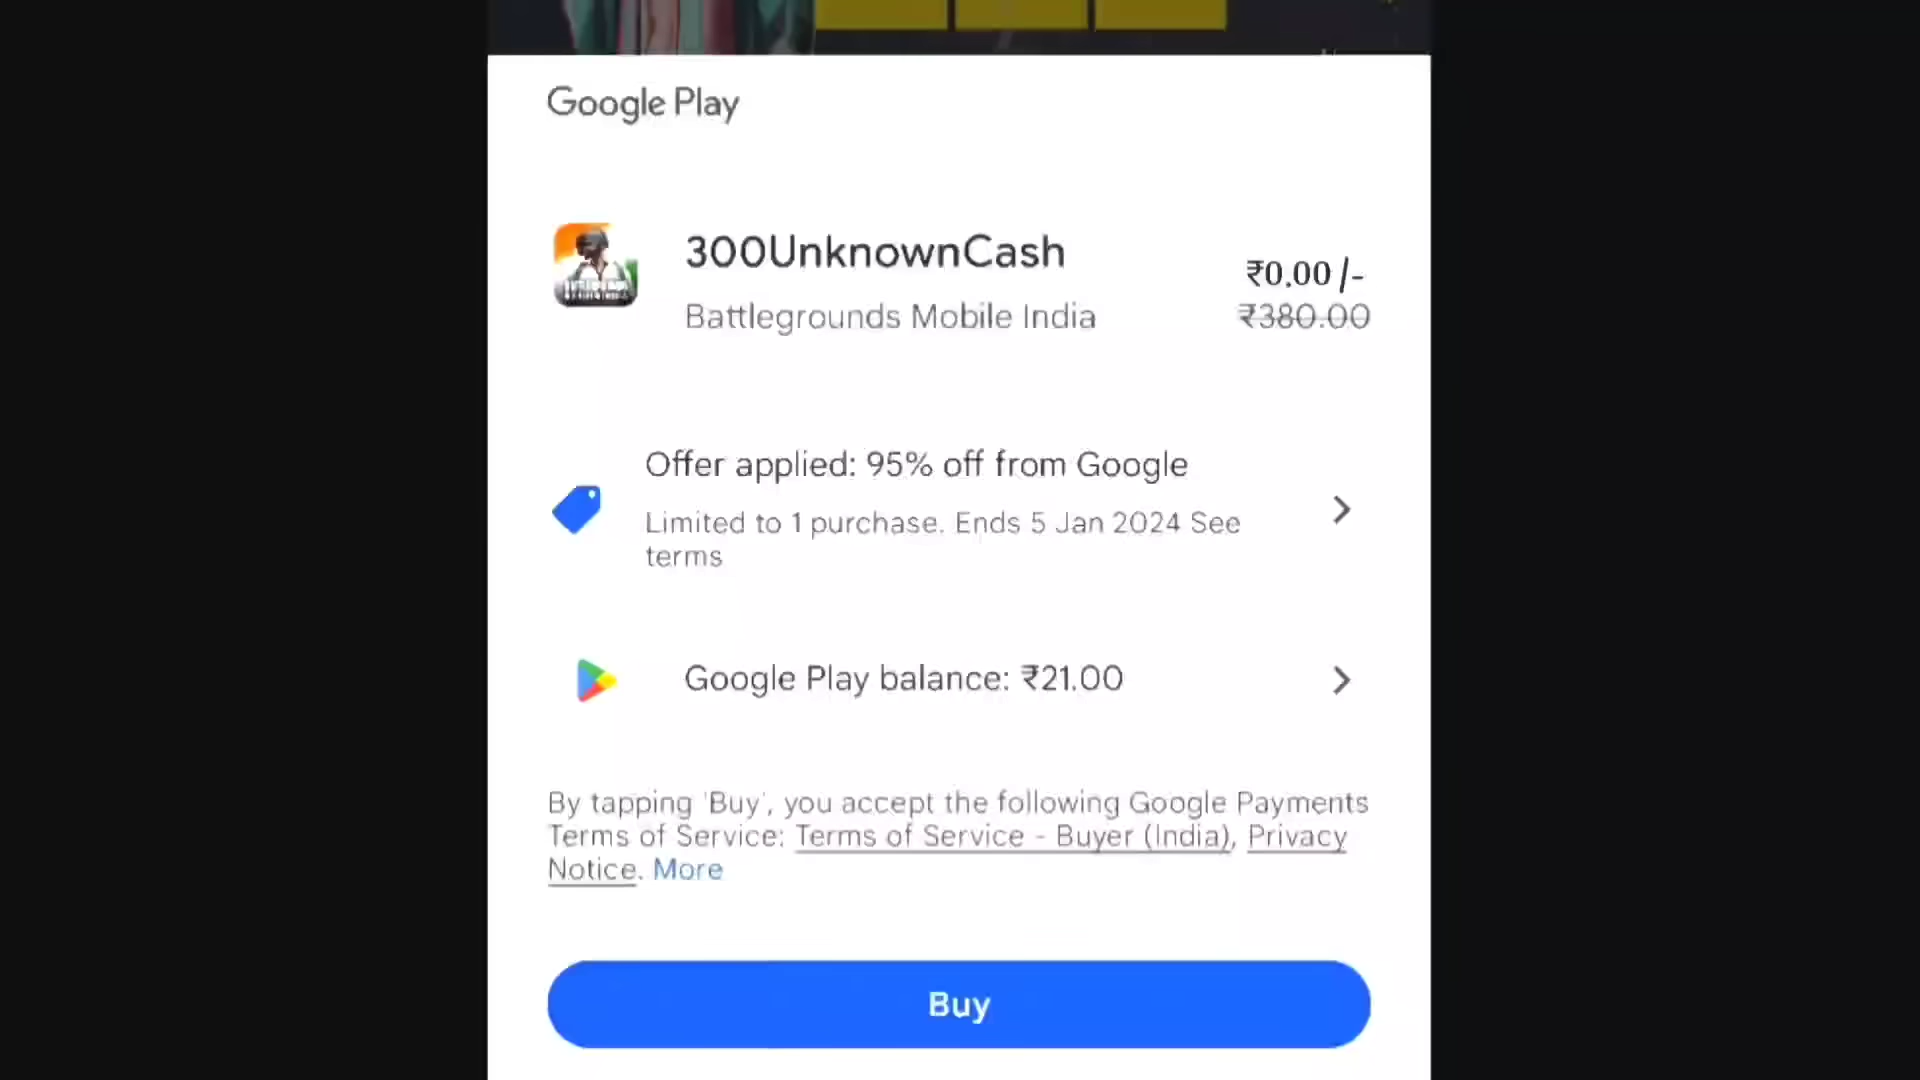 Google Play
300UnknownCash
₹0.00 /-
Battlegrounds Mobile India
₹380.00
Offer applied: 95% off from Google
Limited to 1 purchase. Ends 5 Jan 2024 See
terms
Google Play balance: ₹21.00
By tapping 'Buy', you accept the following Google Payments
Terms of Service: Terms of Service - Buyer (India), Privacy
Notice. More
Buy